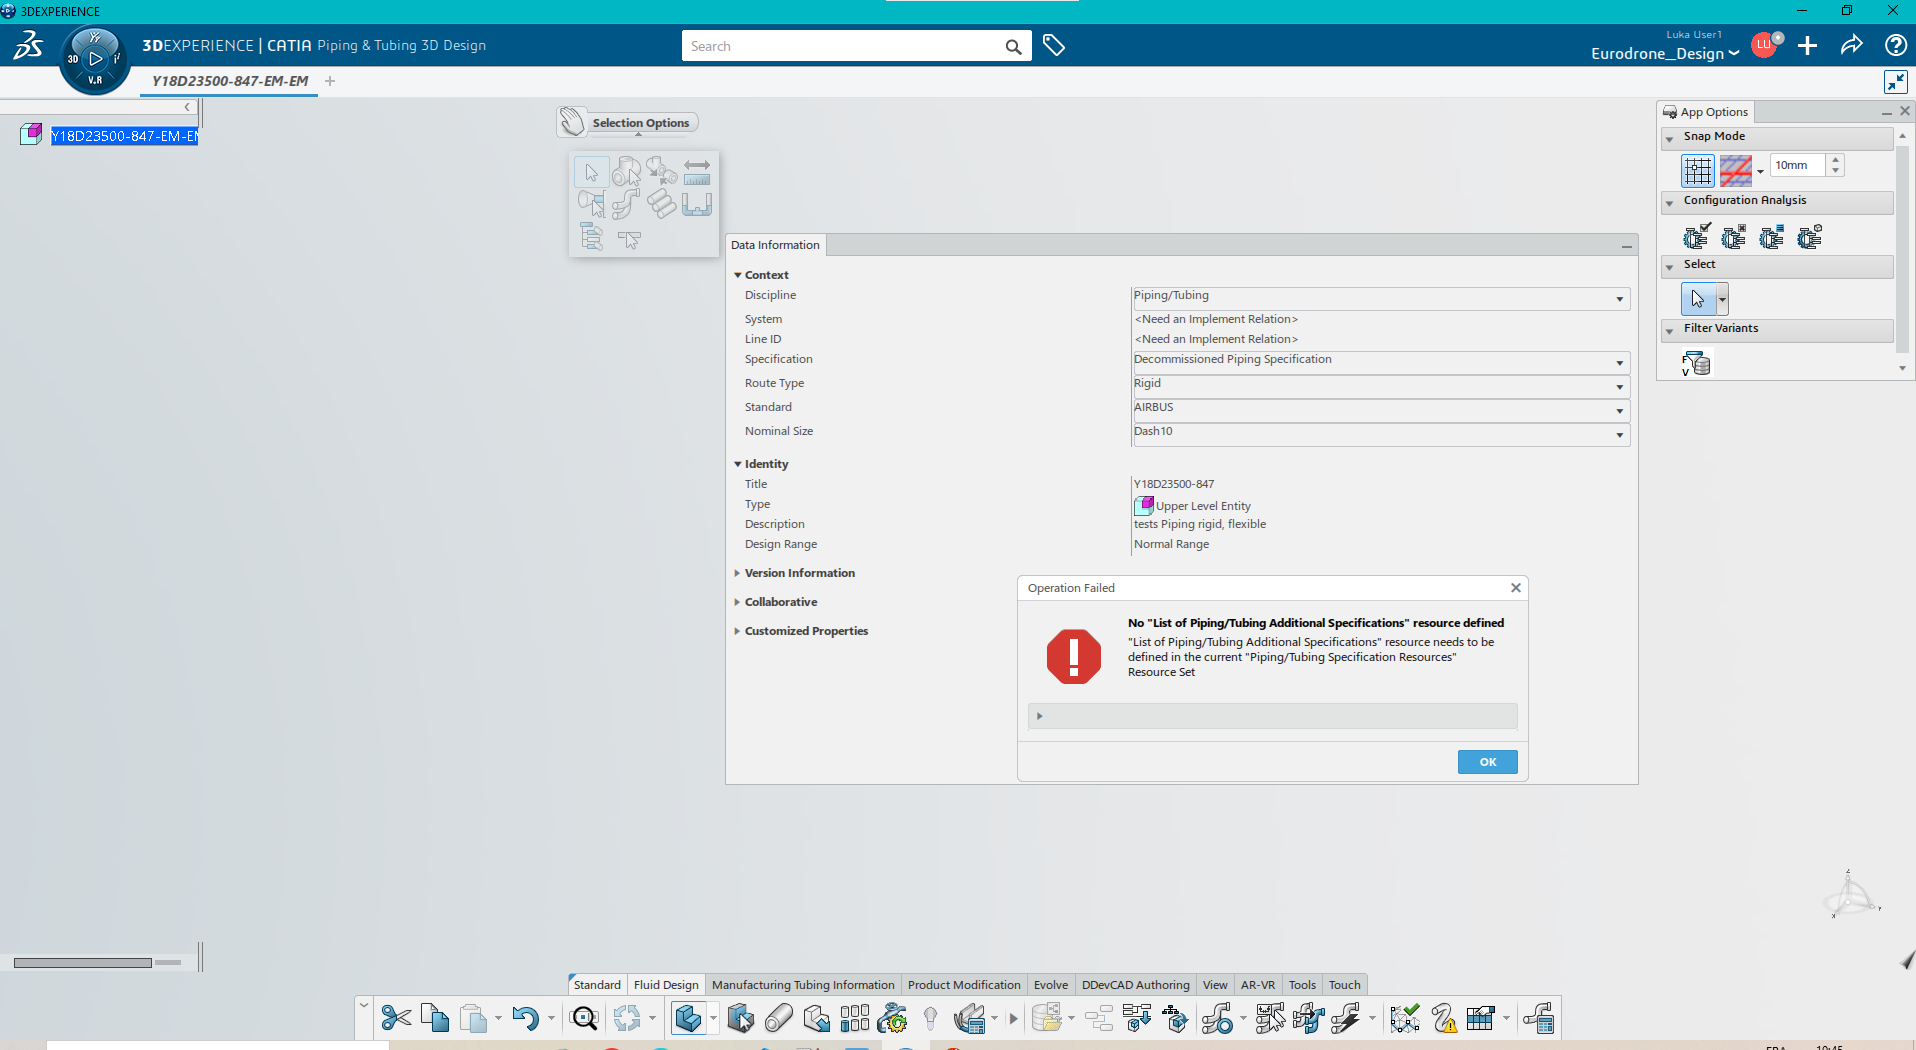 3DEXPERIENCE
3DEXPERIENCE | CATIA Piping & Tubing 3D Design
Search
Luka User1
Eurodrone_Design
LU
3D
V.R
Y18D23500-847-EM-EM
Y18D23500-847-EM-E
Selection Options
App Options
Snap Mode
10mm
Configuration Analysis
Select
Filter Variants
F
V
Data Information
Context
Discipline Piping/Tubing
System <Need an Implement Relation>
Line ID <Need an Implement Relation>
Specification Decommissioned Piping Specification
Route Type Rigid
Standard AIRBUS
Nominal Size Dash10
Identity
Title Y18D23500-847
Type Upper Level Entity
Description tests Piping rigid, flexible
Design Range Normal Range
Version Information
Collaborative
Customized Properties
Operation Failed
No "List of Piping/Tubing Additional Specifications" resource defined
"List of Piping/Tubing Additional Specifications" resource needs to be
defined in the current "Piping/Tubing Specification Resources"
Resource Set
OK
z
y
x
Standard Fluid Design Manufacturing Tubing Information Product Modification Evolve DDevCAD Authoring View AR-VR Tools Touch